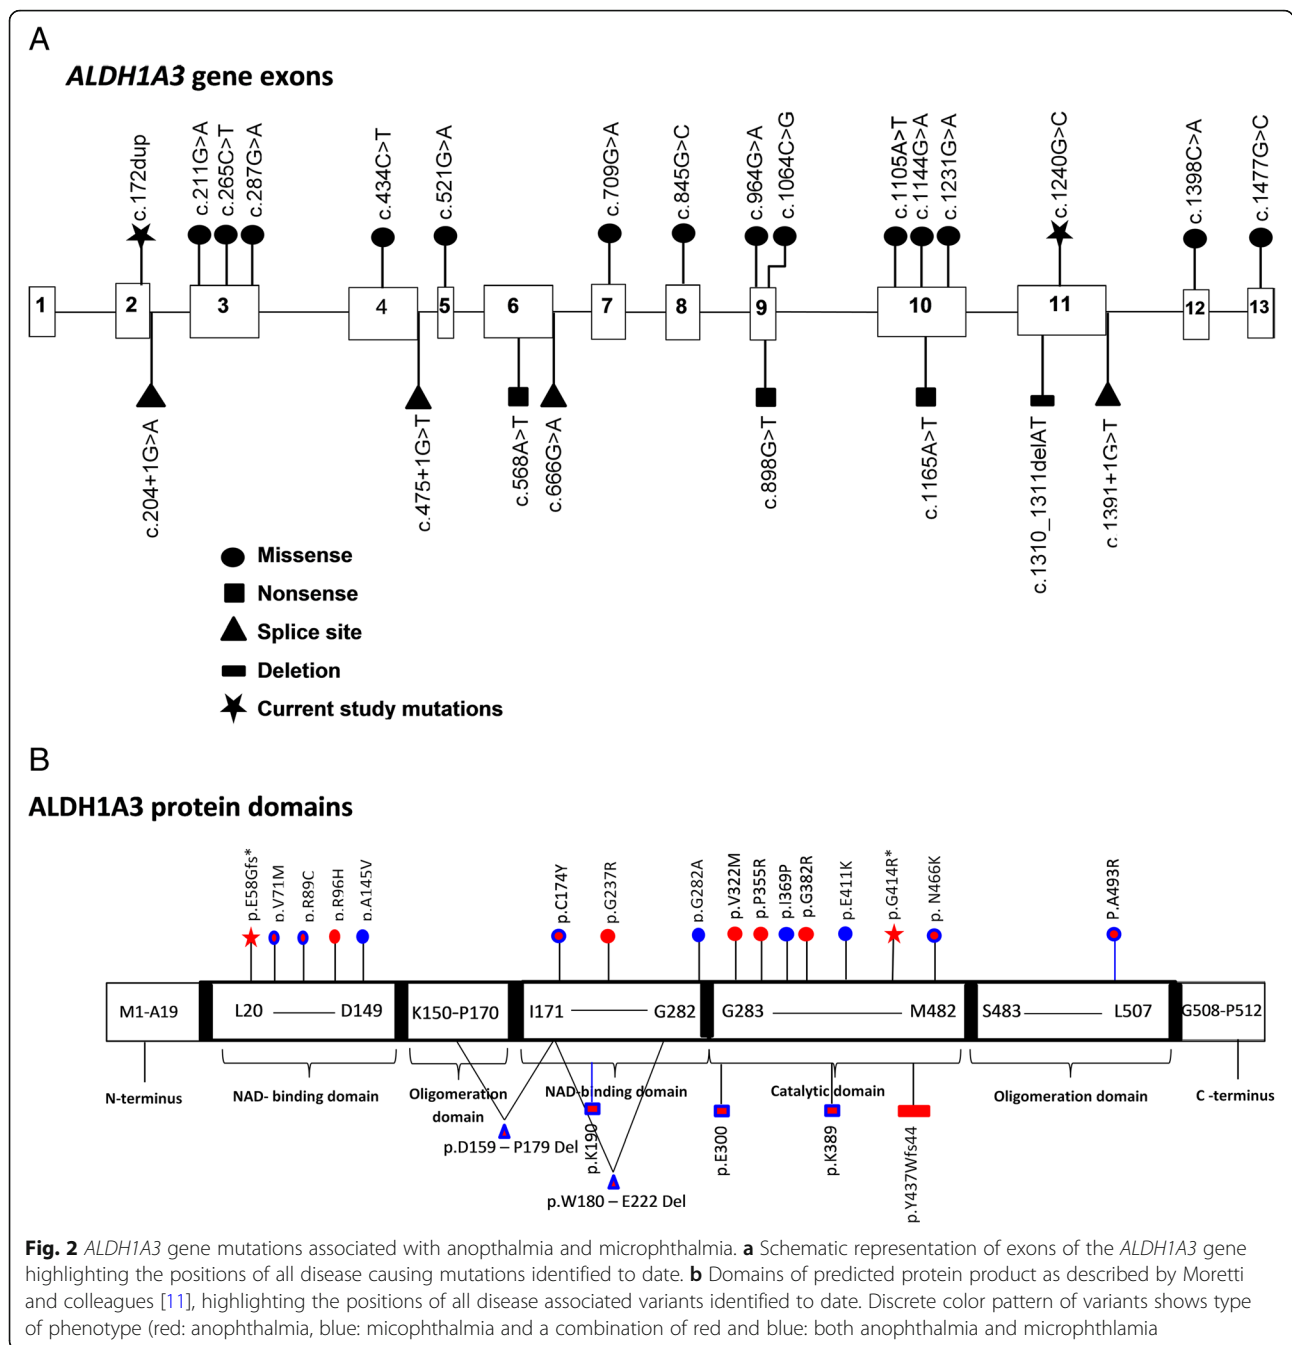 A
ALDH1A3 gene exons
c.172dup
c.211G>A
c.265C>T
c.287G>A
c.434C>T
c.521G>A
c.709G>A
c.845G>C
c.964G>A
c.1064C>G
c.1105A>T
c.1144G>A
c.1231G>A
c.1240G>C
c.1398C>A
c.1477G>C
1 2 3 4 5 6 7 8 9 10 11 12 13
c.204+1G>A
c.475+1G>T
c.568A>T
c.666G>A
c.898G>T
c.1165A>T
c.1310_1311delAT
c.1391+1G>T
Missense
Nonsense
Splice site
Deletion
Current study mutations
B
ALDH1A3 protein domains
p.E58Gfs*
p.V71M
p.R89C
p.R96H
p.A145V
p.C174Y
p.G237R
p.G282A
p.V322M
p.P355R
p.I369P
p.G382R
p.E411K
p.G414R*
p. N466K
P.A493R
M1-A19 L20 D149 K150-P170 I171 G282 G283 M482 S483 L507 G508-P512
N-terminus
NAD- binding domain
Oligomeration
domain
NAD-binding domain
Catalytic domain
Oligomeration domain
C -terminus
p.D159 – P179 Del
p.K190
p.W180 – E222 Del
p.E300
p.K389
p.Y437Wfs44
Fig. 2 ALDH1A3 gene mutations associated with anopthalmia and microphthalmia. a Schematic representation of exons of the ALDH1A3 gene
highlighting the positions of all disease causing mutations identified to date. b Domains of predicted protein product as described by Moretti
and colleagues [11], highlighting the positions of all disease associated variants identified to date. Discrete color pattern of variants shows type
of phenotype (red: anophthalmia, blue: micophthalmia and a combination of red and blue: both anophthalmia and microphthlamia